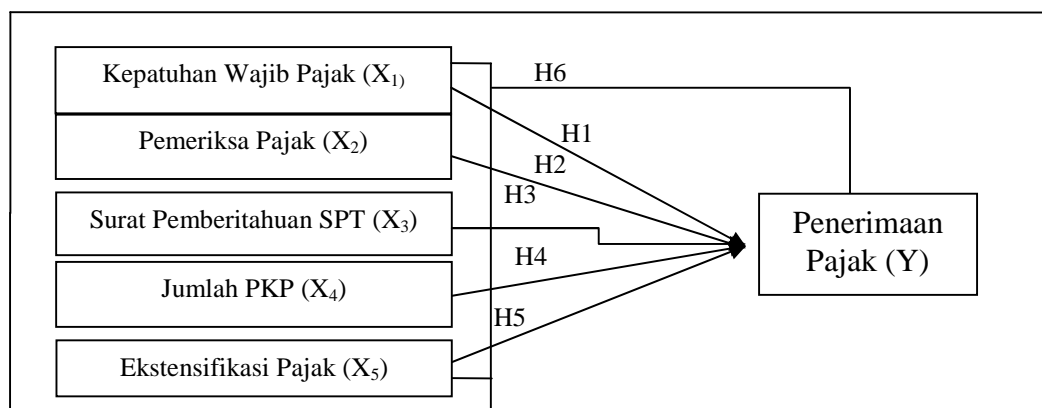 Kepatuhan Wajib Pajak (X1)
H6
H1
Pemeriksa Pajak (X2)
H2
H3
Surat Pemberitahuan SPT (X3)
Penerimaan
Pajak (Y)
H4
Jumlah PKP (X4)
H5
Ekstensifikasi Pajak (X5)